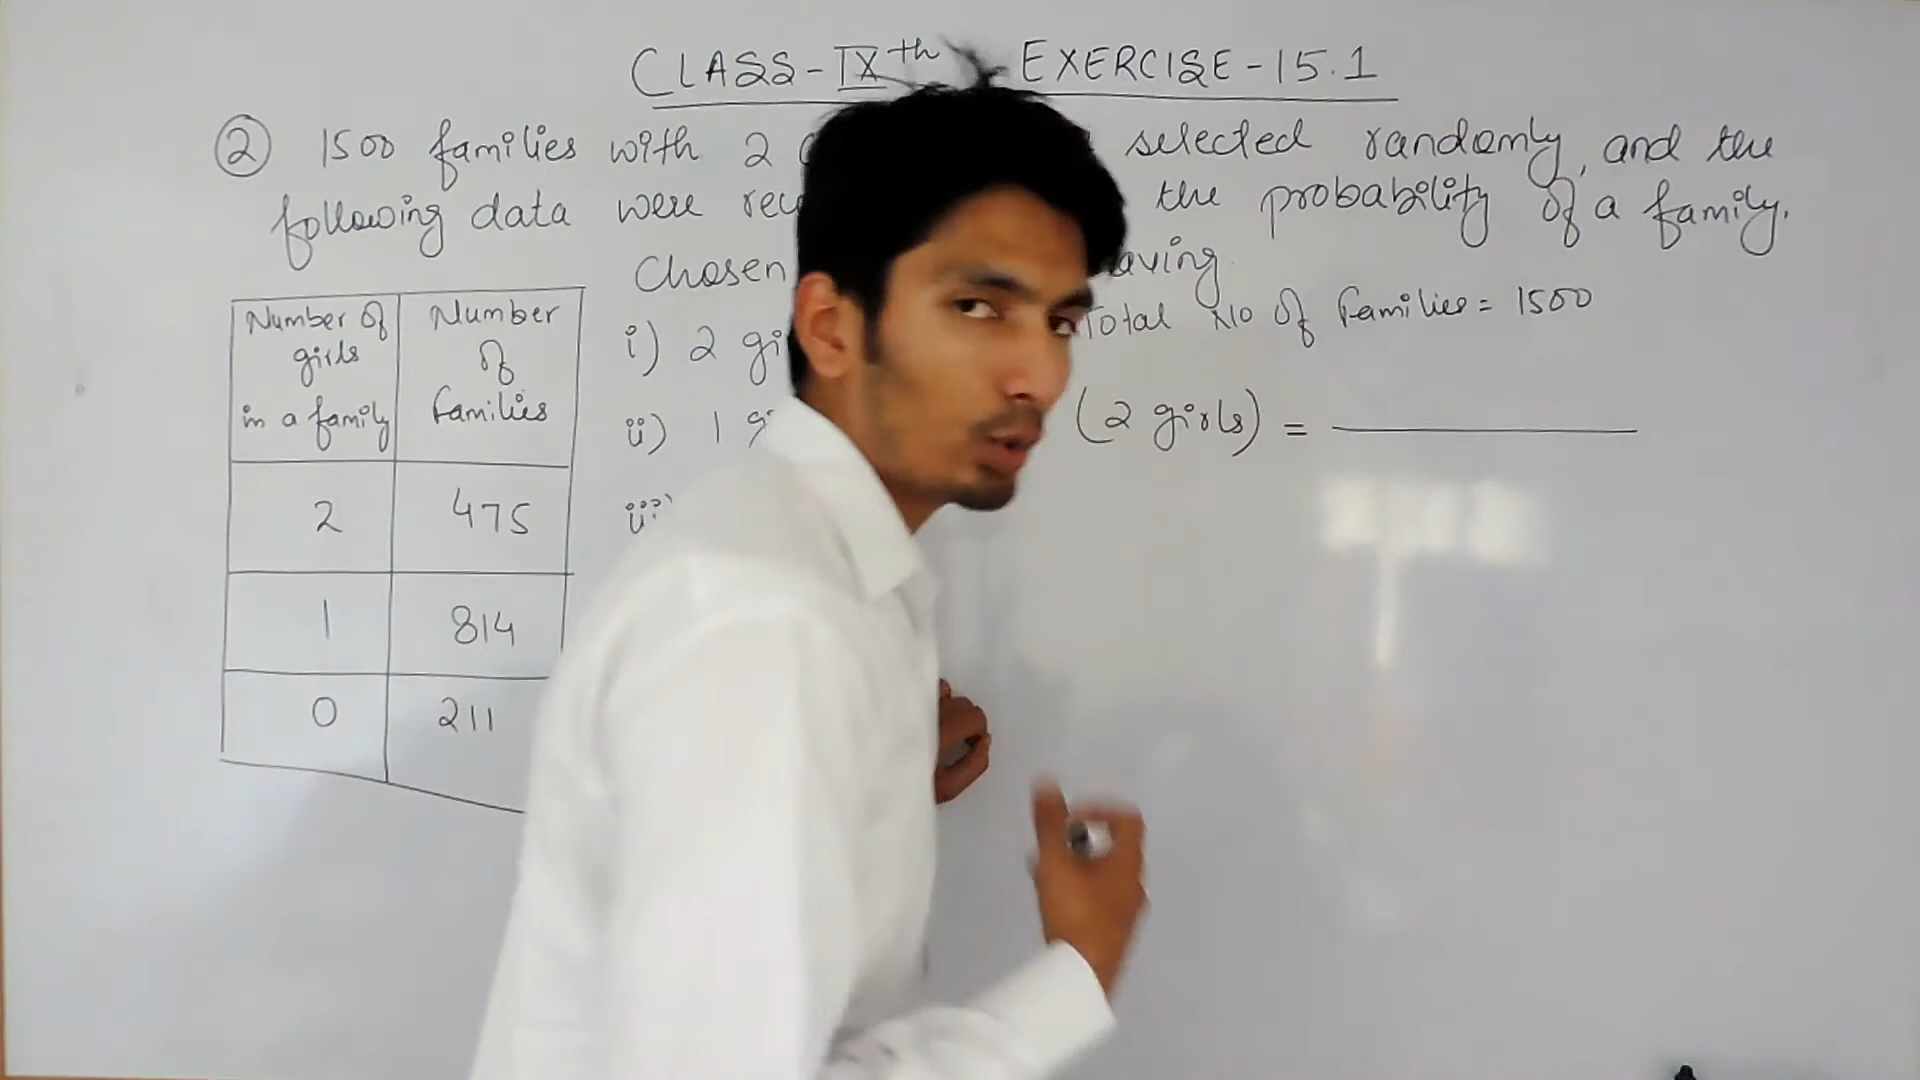 CLASS-IXth EXERCISE-15.1
② 1500 families with 2 selected randomly, and the
following data were the probability of a family,
Chosen
i) 2 Total No of Families = 1500
ii) 1 (2 girls) =
iii)
Number of girls in a family Number of Families
2 475
1 814
0 211